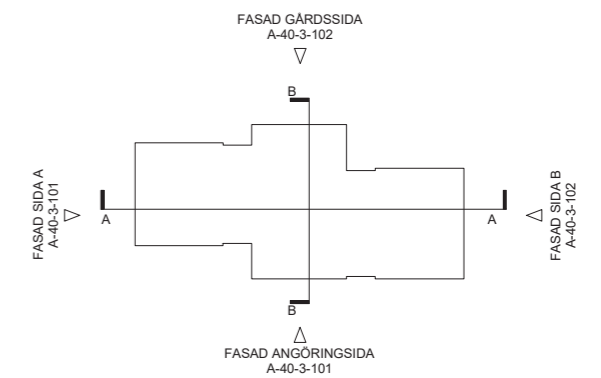 FASAD GÅRDSSIDA
A-40-3-102
B
FASAD SIDA A
A-40-3-101
A
A
FASAD SIDA B
A-40-3-102
B
FASAD ANGÖRINGSIDA
A-40-3-101